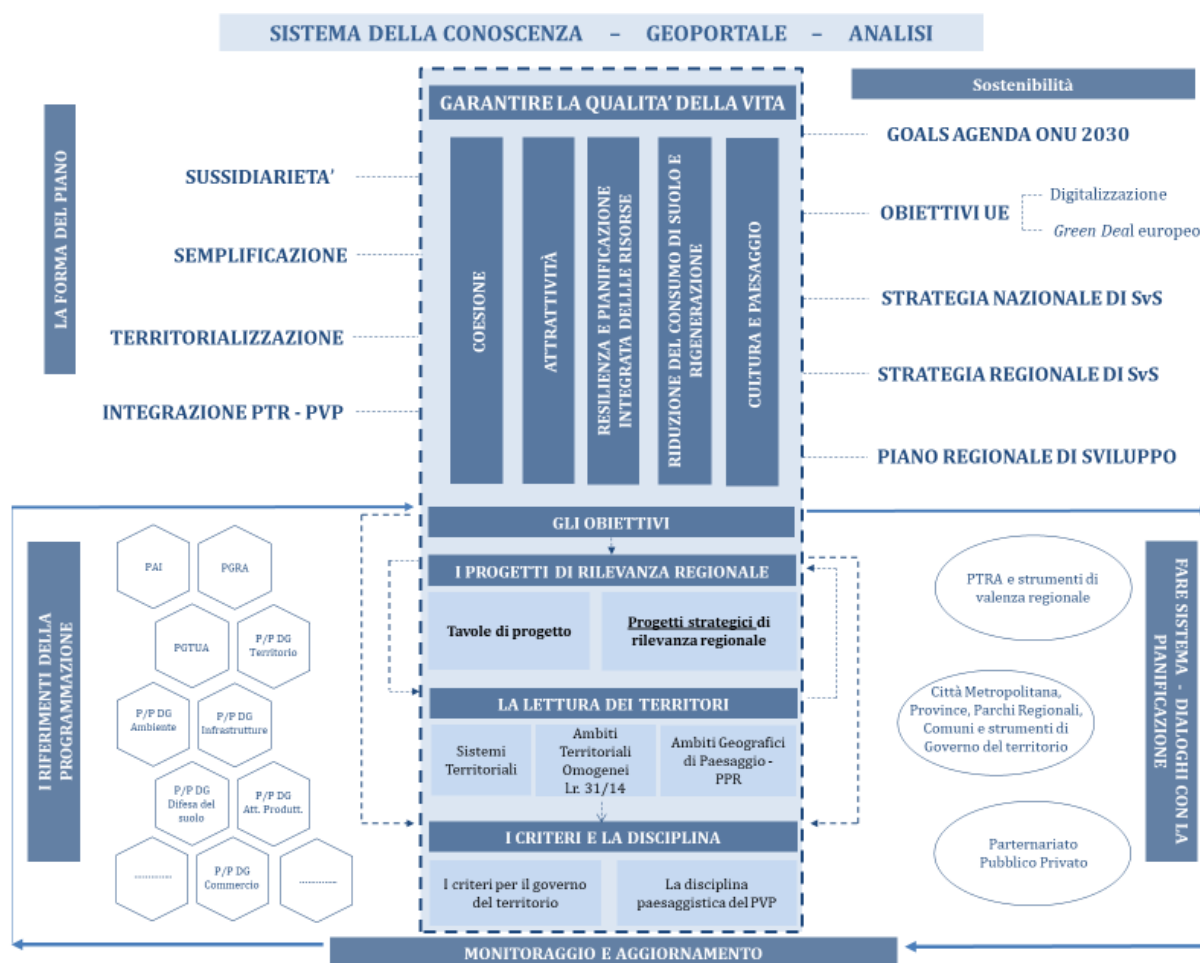 SISTEMA DELLA CONOSCENZA – GEOPORTALE – ANALISI
LA FORMA DEL PIANO
SUSSIDIARIETA'
SEMPLIFICAZIONE
TERRITORIALIZZAZIONE
INTEGRAZIONE PTR - PVP
GARANTIRE LA QUALITA' DELLA VITA
COESIONE
ATTRATTIVITÀ
RESILIENZA E PIANIFICAZIONE
INTEGRATA DELLLE RISORSE
RIDUZIONE DEL CONSUMO DI SUOLO E
RIGENERAZIONE
CULTURA E PAESAGGIO
Sostenibilità
GOALS AGENDA ONU 2030
OBIETTIVI UE
Digitalizzazione
Green Deal europeo
STRATEGIA NAZIONALE DI SvS
STRATEGIA REGIONALE DI SvS
PIANO REGIONALE DI SVILUPPO
I RIFERIMENTI DELLA
PROGRAMMAZIONE
PAI
PGRA
PGTUA
P/P DG
Territorio
P/P DG
Ambiente
P/P DG
Infrastrutture
P/P DG
Difesa del
suolo
P/P DG
Att. Produtt.
.............
P/P DG
Commercio
.............
GLI OBIETTIVI
I PROGETTI DI RILEVANZA REGIONALE
Tavole di progetto
Progetti strategici di
rilevanza regionale
LA LETTURA DEI TERRITORI
Sistemi
Territoriali
Ambiti
Territoriali
Omogenei
Lr. 31/14
Ambiti Geografici
di Paesaggio -
PPR
I CRITERI E LA DISCIPLINA
I criteri per il governo
del territorio
La disciplina
paesaggistica del PVP
PTRA e strumenti di
valenza regionale
Città Metropolitana,
Province, Parchi Regionali,
Comuni e strumenti di
Governo del territorio
Parternariato
Pubblico Privato
FARE SISTEMA - DIALOGHI CON LA
PIANIFICAZIONE
MONITORAGGIO E AGGIORNAMENTO